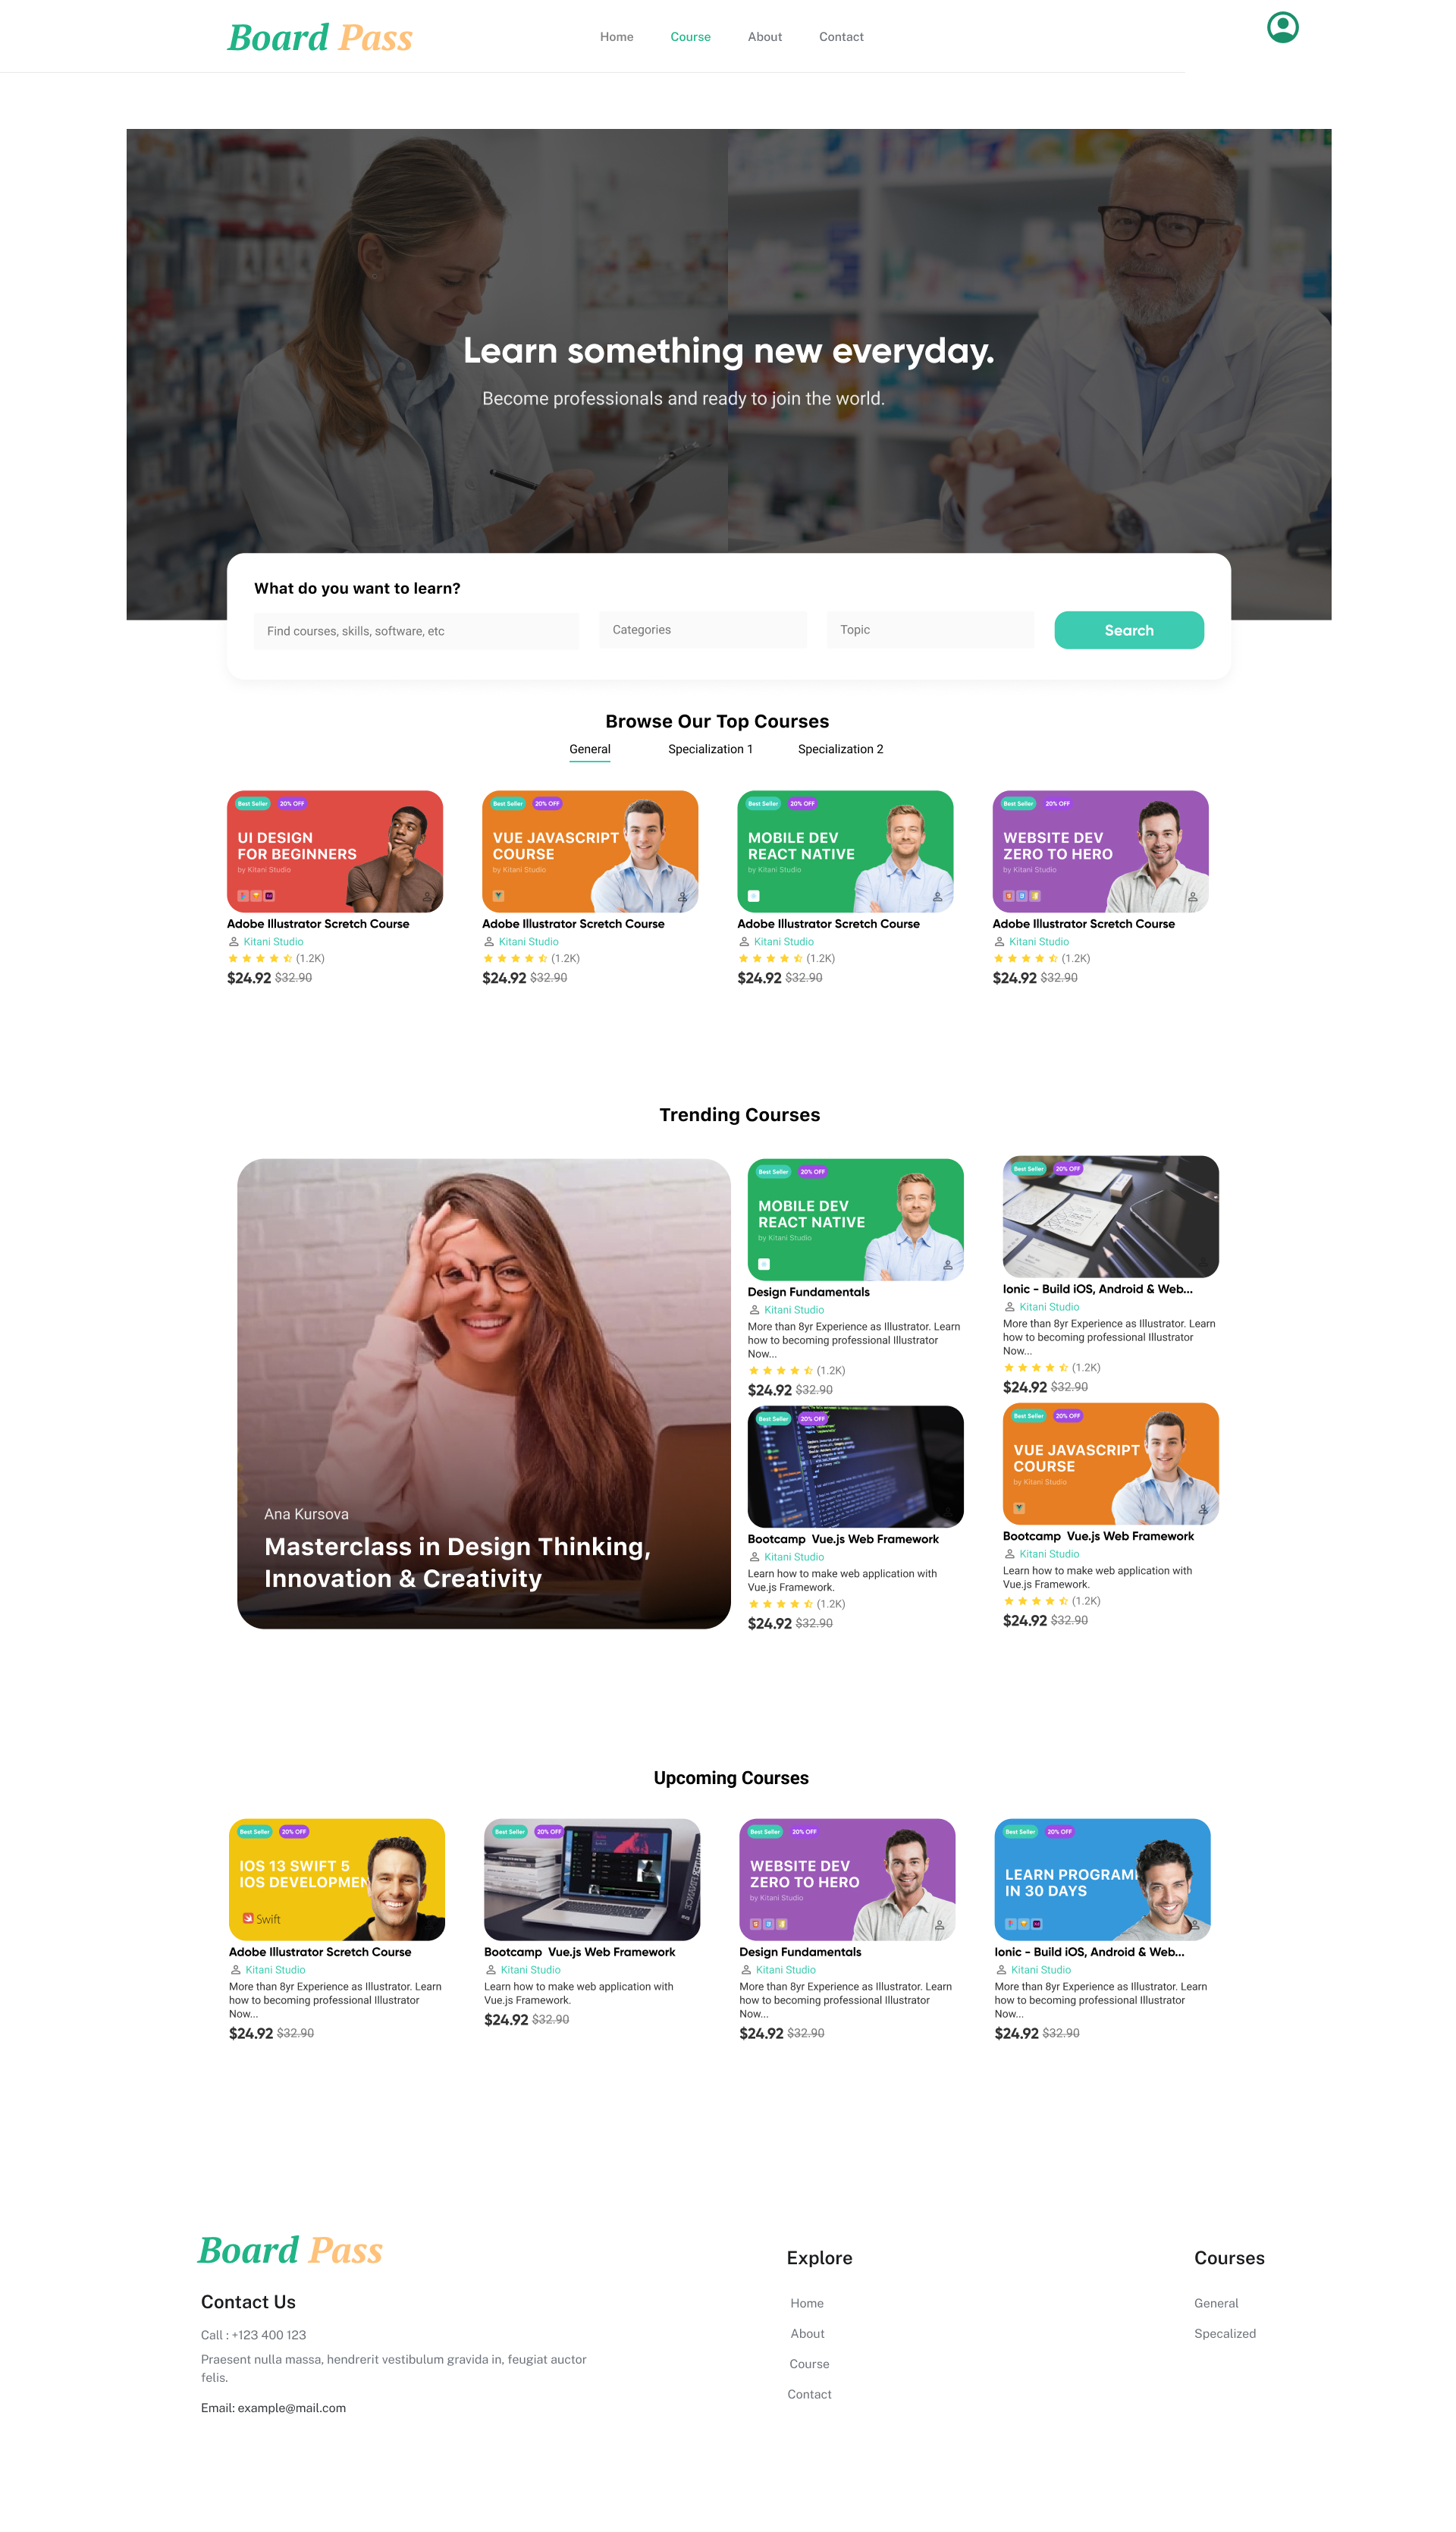 Board Pass
Home
Course
About
Contact
Learn something new everyday.
Become professionals and ready to join the world.
What do you want to learn?
Find courses, skills, software, etc
Categories
Topic
Search
Browse Our Top Courses
General
Specialization 1
Specialization 2
Best Seller
20% OFF
UI DESIGN
FOR BEGINNERS
by Kitani Studio
Adobe Illustrator Scretch Course
Kitani Studio
(1.2K)
$24.92 $32.90
Best Seller
20% OFF
VUE JAVASCRIPT
COURSE
by Kitani Studio
Adobe Illustrator Scretch Course
Kitani Studio
(1.2K)
$24.92 $32.90
Best Seller
20% OFF
MOBILE DEV
REACT NATIVE
by Kitani Studio
Adobe Illustrator Scretch Course
Kitani Studio
(1.2K)
$24.92 $32.90
Best Seller
20% OFF
WEBSITE DEV
ZERO TO HERO
by Kitani Studio
Adobe Illustrator Scretch Course
Kitani Studio
(1.2K)
$24.92 $32.90
Trending Courses
Ana Kursova
Masterclass in Design Thinking,
Innovation & Creativity
Best Seller
20% OFF
MOBILE DEV
REACT NATIVE
by Kitani Studio
Design Fundamentals
Kitani Studio
More than 8yr Experience as Illustrator. Learn
how to becoming professional Illustrator
Now...
(1.2K)
$24.92 $32.90
Best Seller
20% OFF
Ionic - Build iOS, Android & Web...
Kitani Studio
More than 8yr Experience as Illustrator. Learn
how to becoming professional Illustrator
Now...
(1.2K)
$24.92 $32.90
Best Seller
20% OFF
Bootcamp Vue.js Web Framework
Kitani Studio
Learn how to make web application with
Vue.js Framework.
(1.2K)
$24.92 $32.90
Best Seller
20% OFF
VUE JAVASCRIPT
COURSE
by Kitani Studio
Bootcamp Vue.js Web Framework
Kitani Studio
Learn how to make web application with
Vue.js Framework.
(1.2K)
$24.92 $32.90
Upcoming Courses
Best Seller
20% OFF
IOS 13 SWIFT 5
IOS DEVELOPMEN
Swift
Adobe Illustrator Scretch Course
Kitani Studio
More than 8yr Experience as Illustrator. Learn
how to becoming professional Illustrator
Now...
$24.92 $32.90
Best Seller
20% OFF
Bootcamp Vue.js Web Framework
Kitani Studio
Learn how to make web application with
Vue.js Framework.
$24.92 $32.90
Best Seller
20% OFF
WEBSITE DEV
ZERO TO HERO
by Kitani Studio
Design Fundamentals
Kitani Studio
More than 8yr Experience as Illustrator. Learn
how to becoming professional Illustrator
Now...
$24.92 $32.90
Best Seller
20% OFF
LEARN PROGRAM
IN 30 DAYS
Ionic - Build iOS, Android & Web...
Kitani Studio
More than 8yr Experience as Illustrator. Learn
how to becoming professional Illustrator
Now...
$24.92 $32.90
Board Pass
Contact Us
Call : +123 400 123
Praesent nulla massa, hendrerit vestibulum gravida in, feugiat auctor
felis.
Email: example@mail.com
Explore
Home
About
Course
Contact
Courses
General
Specalized